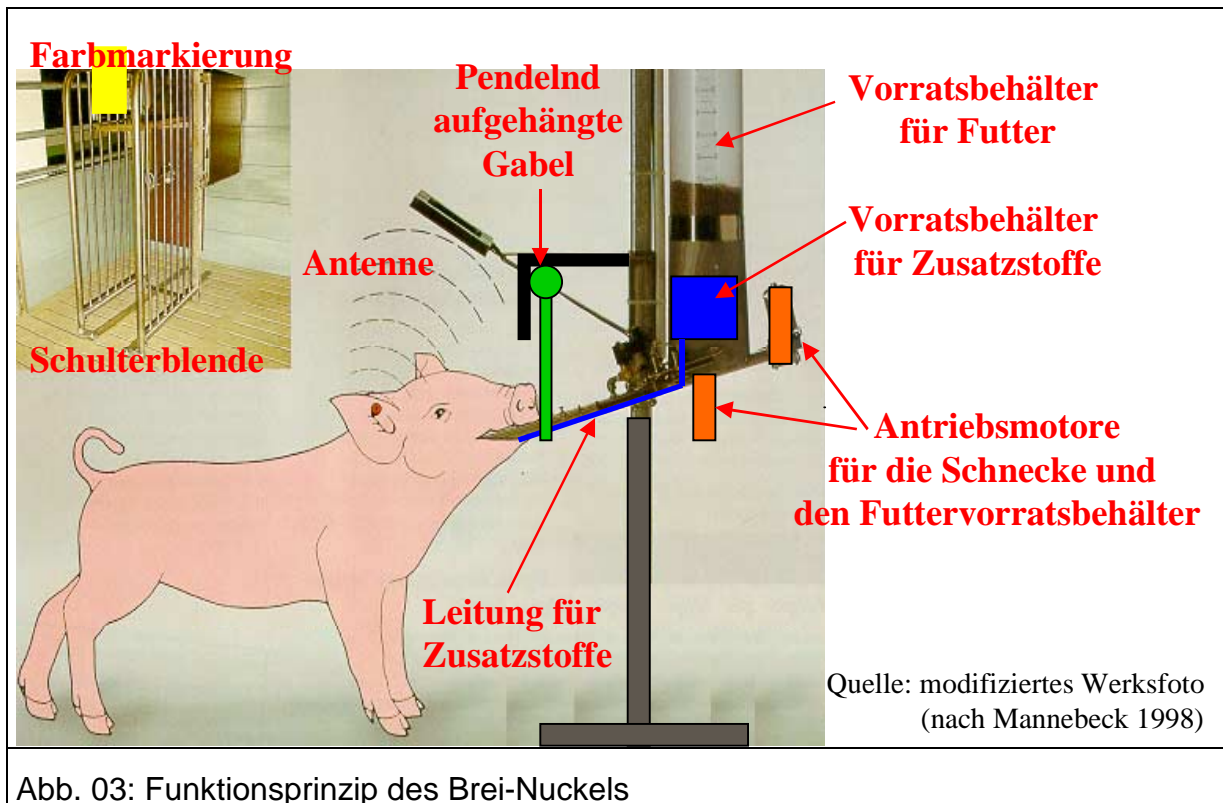 Farbmarkierung
Pendelnd
aufgehängte
Gabel
Vorratsbehälter
für Futter
Vorratsbehälter
für Zusatzstoffe
Antenne
Schulterblende
Antriebsmotore
für die Schnecke und
den Futtervorratsbehälter
Leitung für
Zusatzstoffe
Quelle: modifiziertes Werksfoto
(nach Mannebeck 1998)
Abb. 03: Funktionsprinzip des Brei-Nuckels